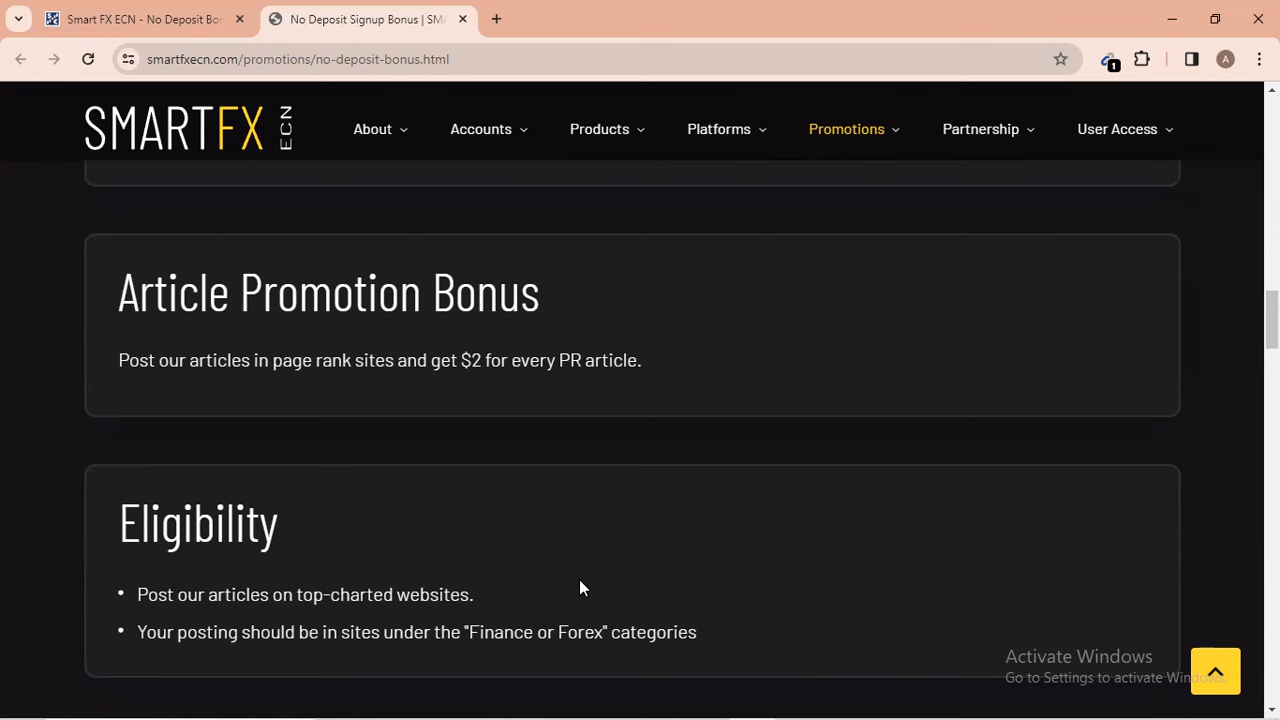 Smart FX ECN - No Deposit Bon
No Deposit Signup Bonus | SMA
smartfxecn.com/promotions/no-deposit-bonus.html
1
A
SMARTFX ECN
About
Accounts
Products
Platforms
Promotions
Partnership
User Access
Article Promotion Bonus
Post our articles in page rank sites and get $2 for every PR article.
Eligibility
• Post our articles on top-charted websites.
• Your posting should be in sites under the "Finance or Forex" categories
Activate Windows
Go to Settings to activate Windows.